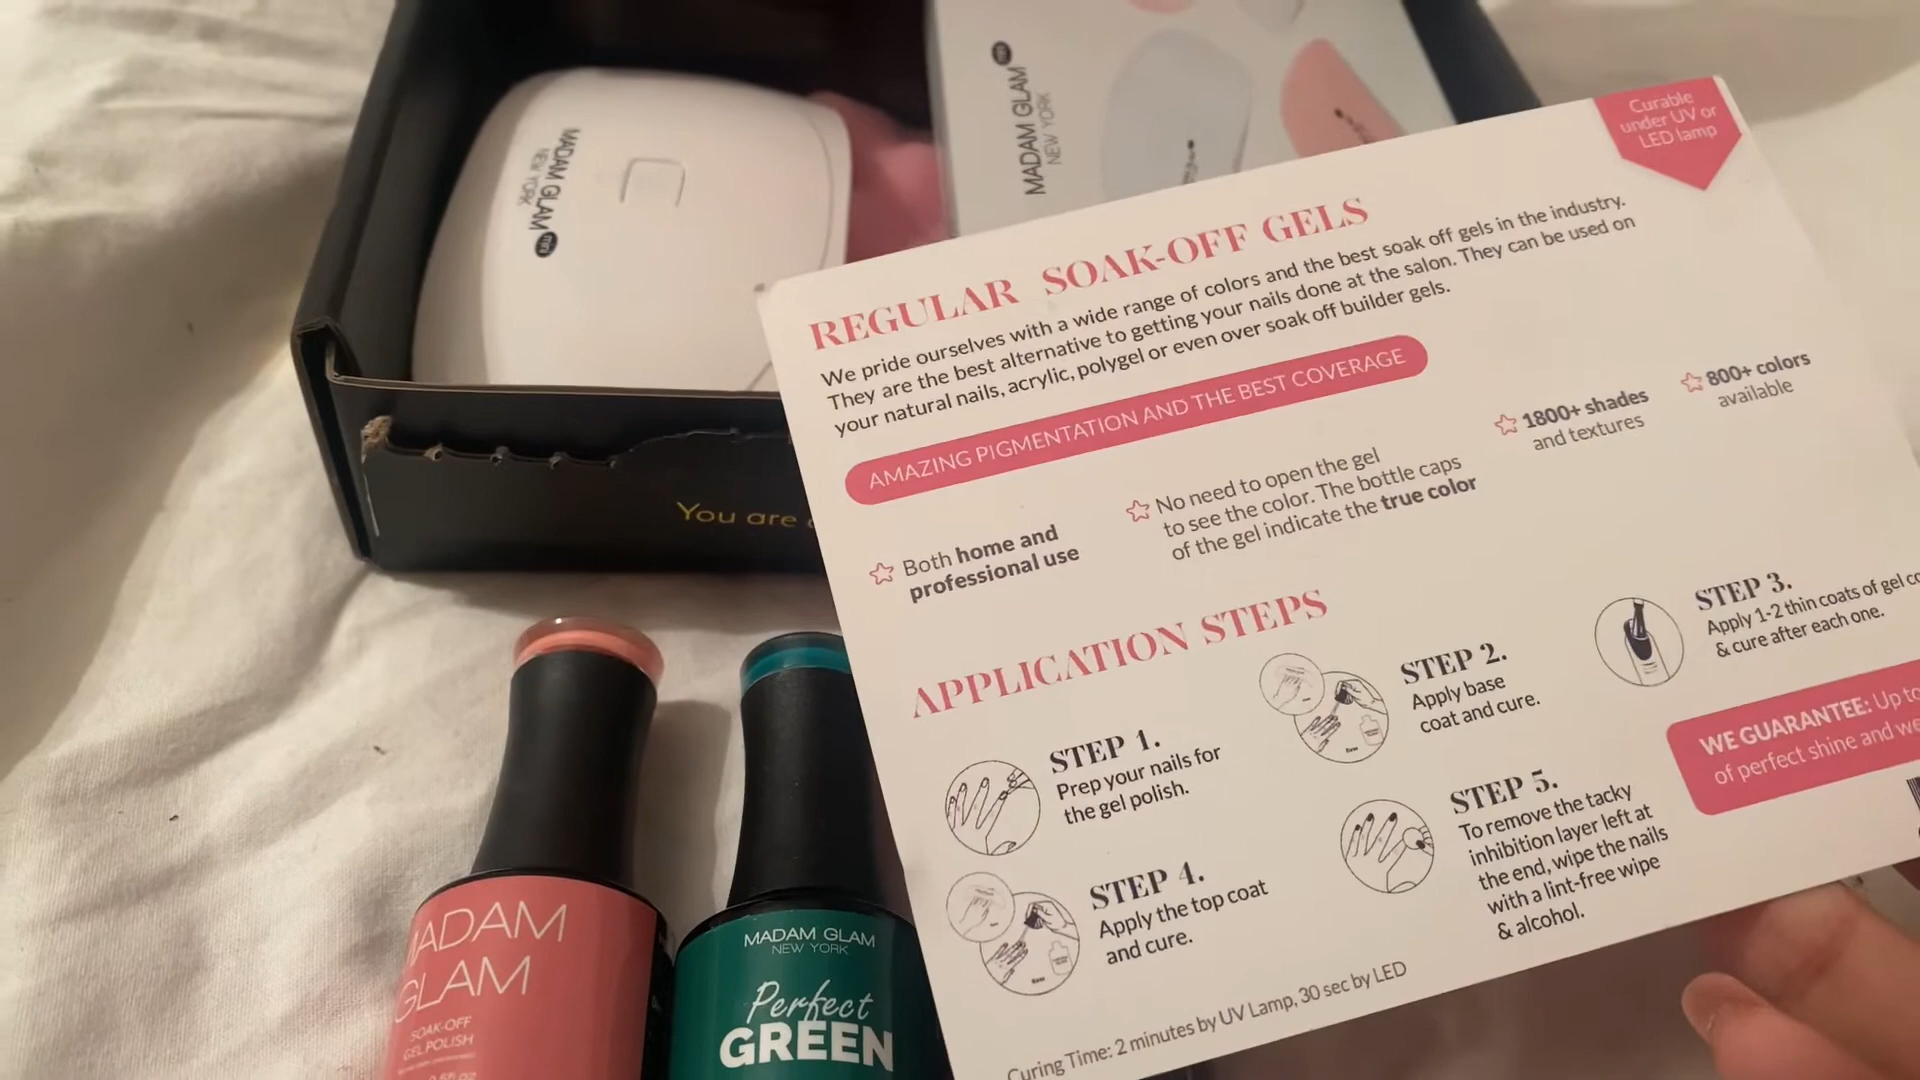 MADAM GLAM
NEW YORK
mini
MADAM GLAM
NEW YORK
Curable
under UV or
LED lamp
REGULAR SOAK-OFF GELS
We pride ourselves with a wide range of colors and the best soak off gels in the industry.
They are the best alternative to getting your nails done at the salon. They can be used on
your natural nails, acrylic, polygel or even over soak off builder gels.
AMAZING PIGMENTATION AND THE BEST COVERAGE
Both home and
professional use
No need to open the gel
to see the color. The bottle caps
of the gel indicate the true color
1800+ shades
and textures
800+ colors
available
You are
APPLICATION STEPS
STEP 1.
Prep your nails for
the gel polish.
STEP 2.
Apply base
coat and cure.
STEP 3.
Apply 1-2 thin coats of gel co
& cure after each one.
STEP 4.
Apply the top coat
and cure.
STEP 5.
To remove the tacky
inhibition layer left at
the end, wipe the nails
with a lint-free wipe
& alcohol.
WE GUARANTEE: Up to
of perfect shine and we
Curing Time: 2 minutes by UV Lamp, 30 sec by LED
MADAM
GLAM
SOAK-OFF
GEL POLISH
MADAM GLAM
NEW YORK
Perfect
GREEN